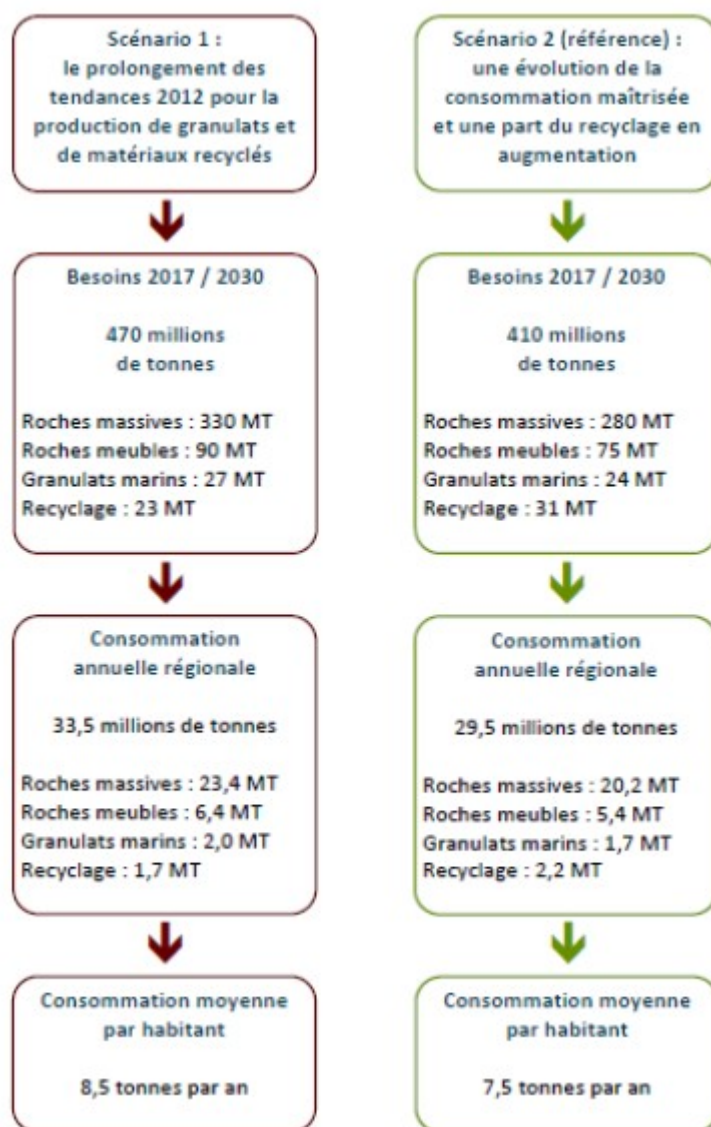 Scénario 1 :
le prolongement des
tendances 2012 pour la
production de granulats et
de matériaux recyclés
Besoins 2017 / 2030
470 millions
de tonnes
Roches massives : 330 MT
Roches meubles : 90 MT
Granulats marins : 27 MT
Recyclage : 23 MT
Consommation
annuelle régionale
33,5 millions de tonnes
Roches massives : 23,4 MT
Roches meubles : 6,4 MT
Granulats marins : 2,0 MT
Recyclage : 1,7 MT
Consommation moyenne
par habitant
8,5 tonnes par an
Scénario 2 (référence) :
une évolution de la
consommation maîtrisée
et une part du recyclage en
augmentation
Besoins 2017 / 2030
410 millions
de tonnes
Roches massives : 280 MT
Roches meubles : 75 MT
Granulats marins : 24 MT
Recyclage : 31 MT
Consommation
annuelle régionale
29,5 millions de tonnes
Roches massives : 20,2 MT
Roches meubles : 5,4 MT
Granulats marins : 1,7 MT
Recyclage : 2,2 MT
Consommation moyenne
par habitant
7,5 tonnes par an